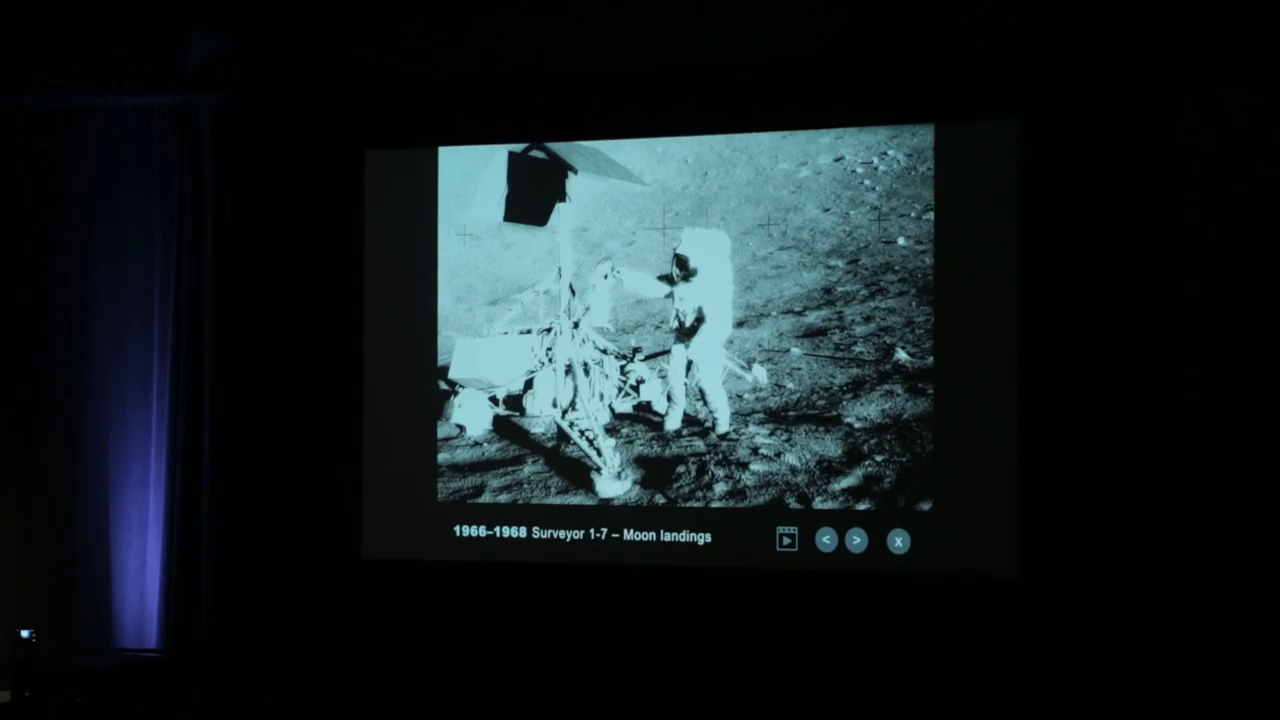 1966–1968 Surveyor 1-7 – Moon landings
< > X